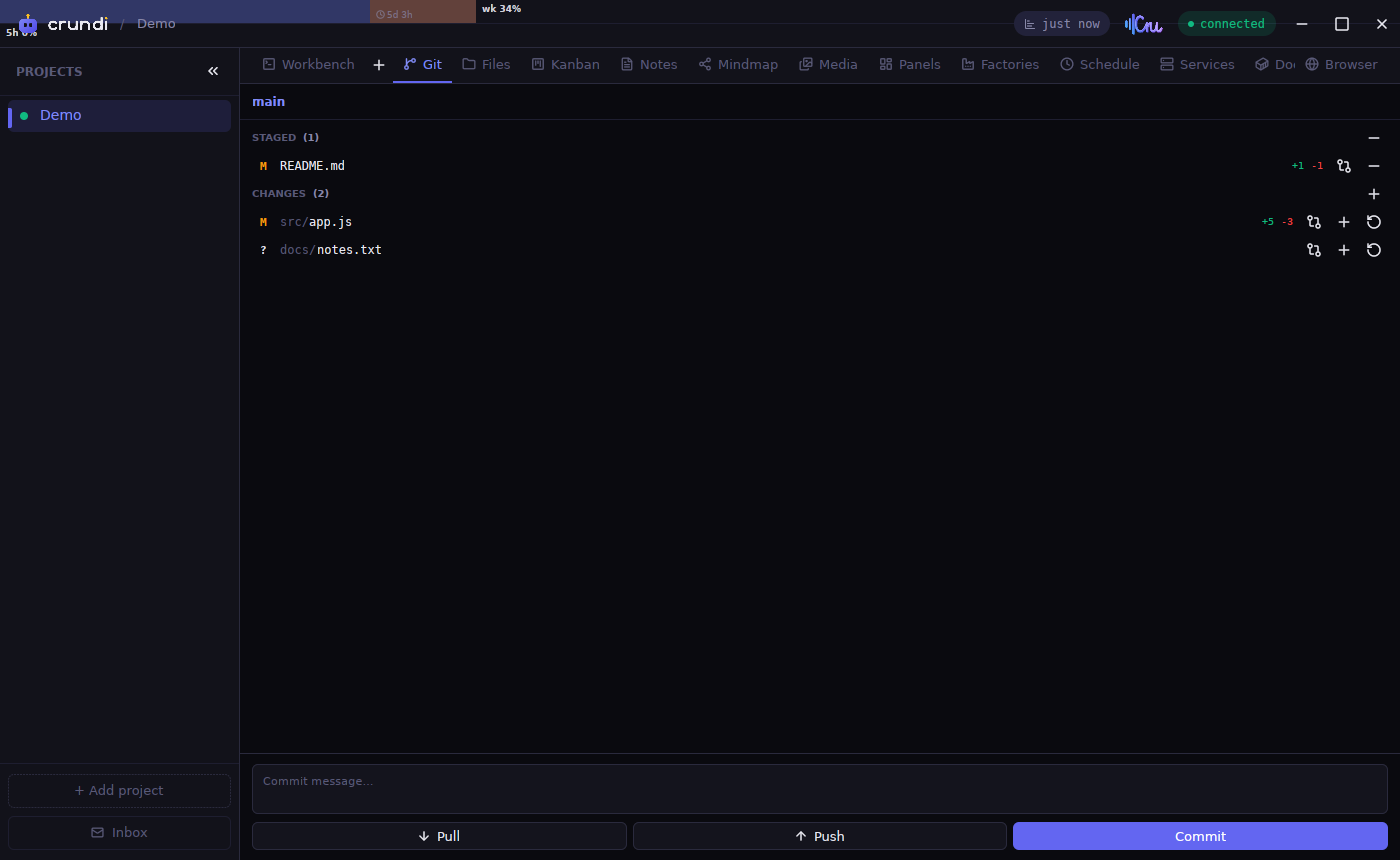 5d 3h
wk 34%
crundi / Demo
just now
Cru
connected
PROJECTS
Demo
Workbench
Git
Files
Kanban
Notes
Mindmap
Media
Panels
Factories
Schedule
Services
Browser
main
STAGED (1)
M README.md +1 -1
CHANGES (2)
M src/app.js +5 -3
? docs/notes.txt
Commit message...
+ Add project
Inbox
Pull
Push
Commit